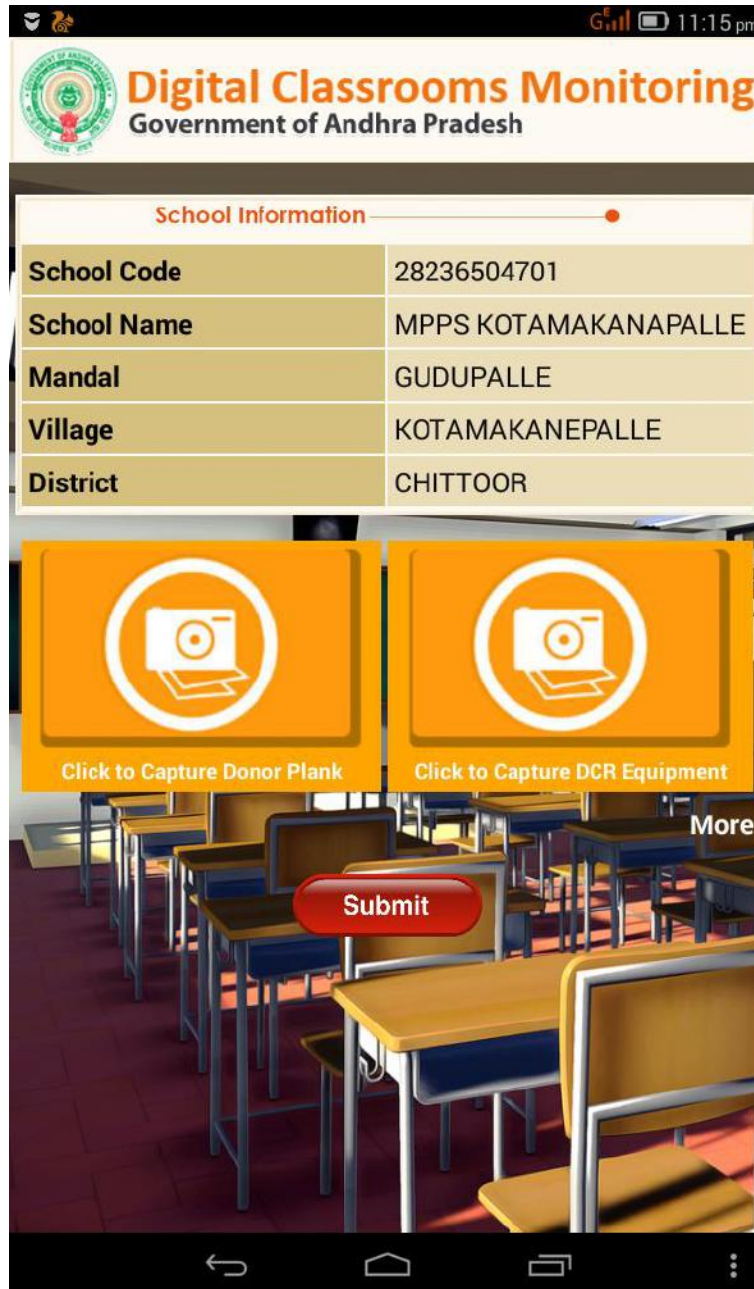 G E 11:15 pm
Digital Classrooms Monitoring
Government of Andhra Pradesh
School Information
School Code 28236504701
School Name MPPS KOTAMAKANAPALLE
Mandal GUDUPALLE
Village KOTAMAKANEPALLE
District CHITTOOR
Click to Capture Donor Plank Click to Capture DCR Equipment
More
Submit